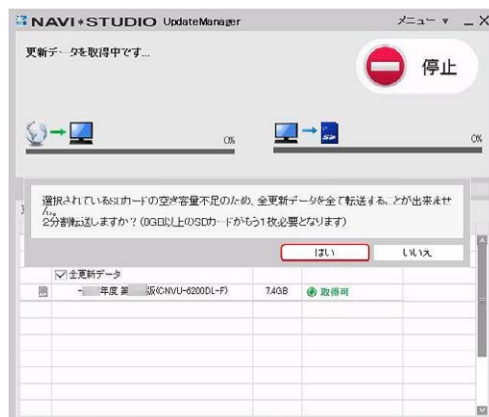 NAVI*STUDIO UpdateManager
メニュー ▼ _ X
更新データを取得中です...
停止
0%
0%
選択されているSDカードの空き容量不足のため、全更新データを全て転送することが出来ません。
2分割転送しますか?(8GB以上のSDカードがもう1枚必要となります)
はい
いいえ
全更新データ
年度 第 版(CNVU-6200DL-F) 7.4GB 取得可